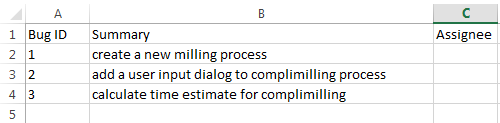 A B C
1 Bug ID Summary Assignee
2 1 create a new milling process
3 2 add a user input dialog to complimilling process
4 3 calculate time estimate for complimilling
5